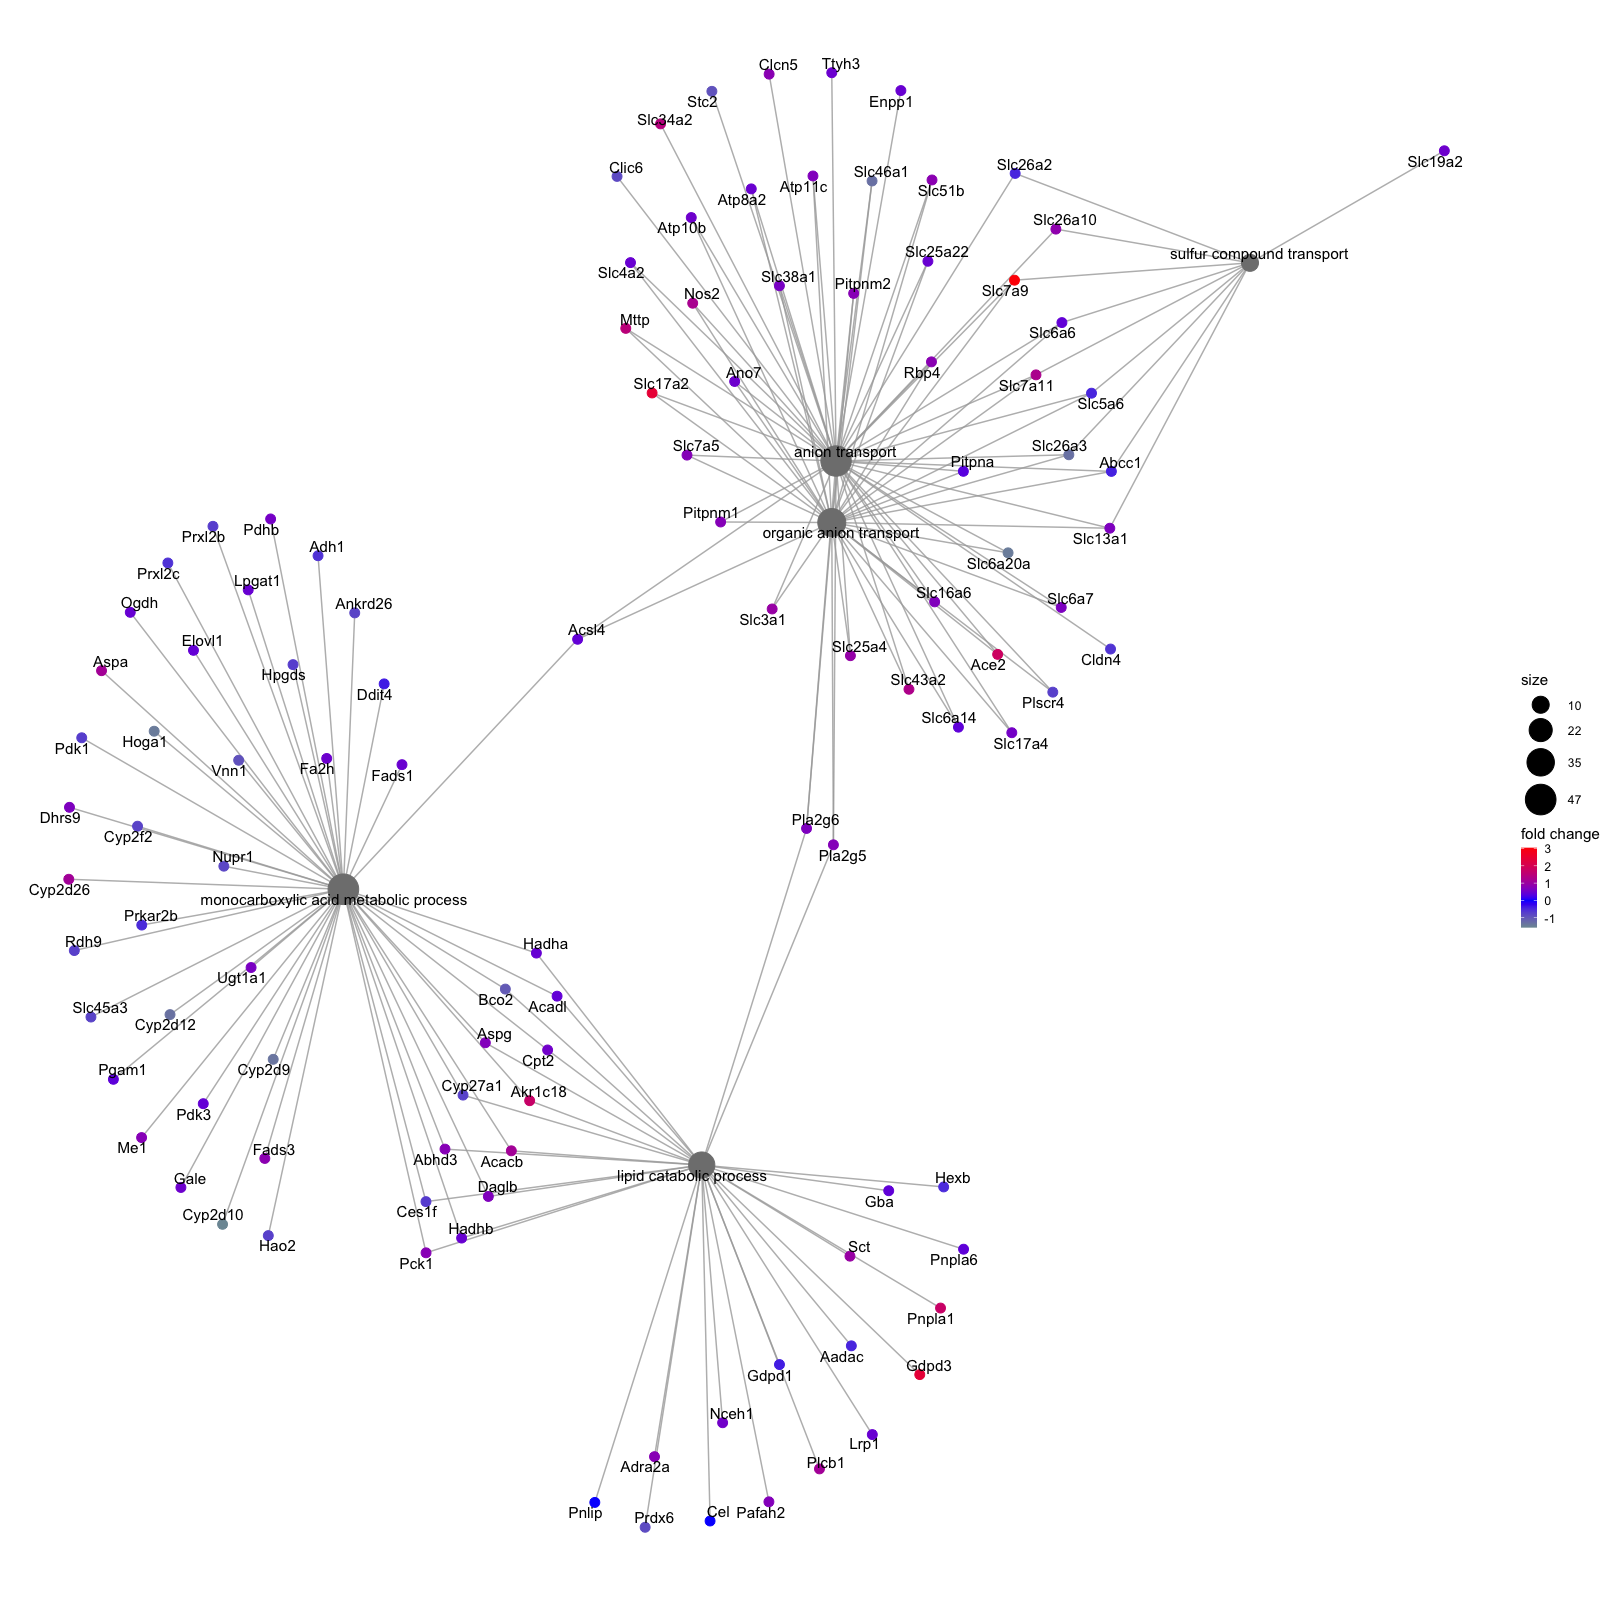 Clcn5
Ttyh3
Stc2
Enpp1
Slc34a2
Slc19a2
Clic6
Atp8a2
Atp11c
Slc46a1
Slc51b
Slc26a2
Atp10b
Slc26a10
Slc4a2
Slc38a1
Pitpnm2
Slc25a22
sulfur compound transport
Nos2
Slc7a9
Mttp
Slc6a6
Slc17a2
Ano7
Rbp4
Slc7a11
Slc5a6
Slc7a5
anion transport
Pitpna
Slc26a3
Abcc1
Pitpnm1
organic anion transport
Slc13a1
Prxl2b
Pdhb
Adh1
Slc6a20a
Prxl2c
Lpgat1
Ankrd26
Ogdh
Slc16a6
Slc6a7
Slc3a1
Acsl4
Elovl1
Slc25a4
Ace2
Cldn4
Aspa
Hpgds
Ddit4
Slc43a2
Plscr4
Slc6a14
Slc17a4
Pdk1
Hoga1
Vnn1
Fa2h
Fads1
Dhrs9
Cyp2f2
Pla2g6
Pla2g5
Nupr1
Cyp2d26
monocarboxylic acid metabolic process
Prkar2b
Rdh9
Hadha
Ugt1a1
Bco2
Acadl
Slc45a3
Cyp2d12
Aspg
Cpt2
Pgam1
Cyp2d9
Cyp27a1
Akr1c18
Pdk3
Me1
Fads3
Abhd3
Acacb
Gale
lipid catabolic process
Daglb
Cyp2d10
Hao2
Ces1f
Hadhb
Pck1
Hexb
Gba
Sct
Pnpla6
Pnpla1
Aadac
Gdpd1
Gdpd3
Nceh1
Lrp1
Adra2a
Plcb1
Pnlip
Prdx6
Cel
Pafah2
size
10
22
35
47
fold change
3
2
1
0
-1